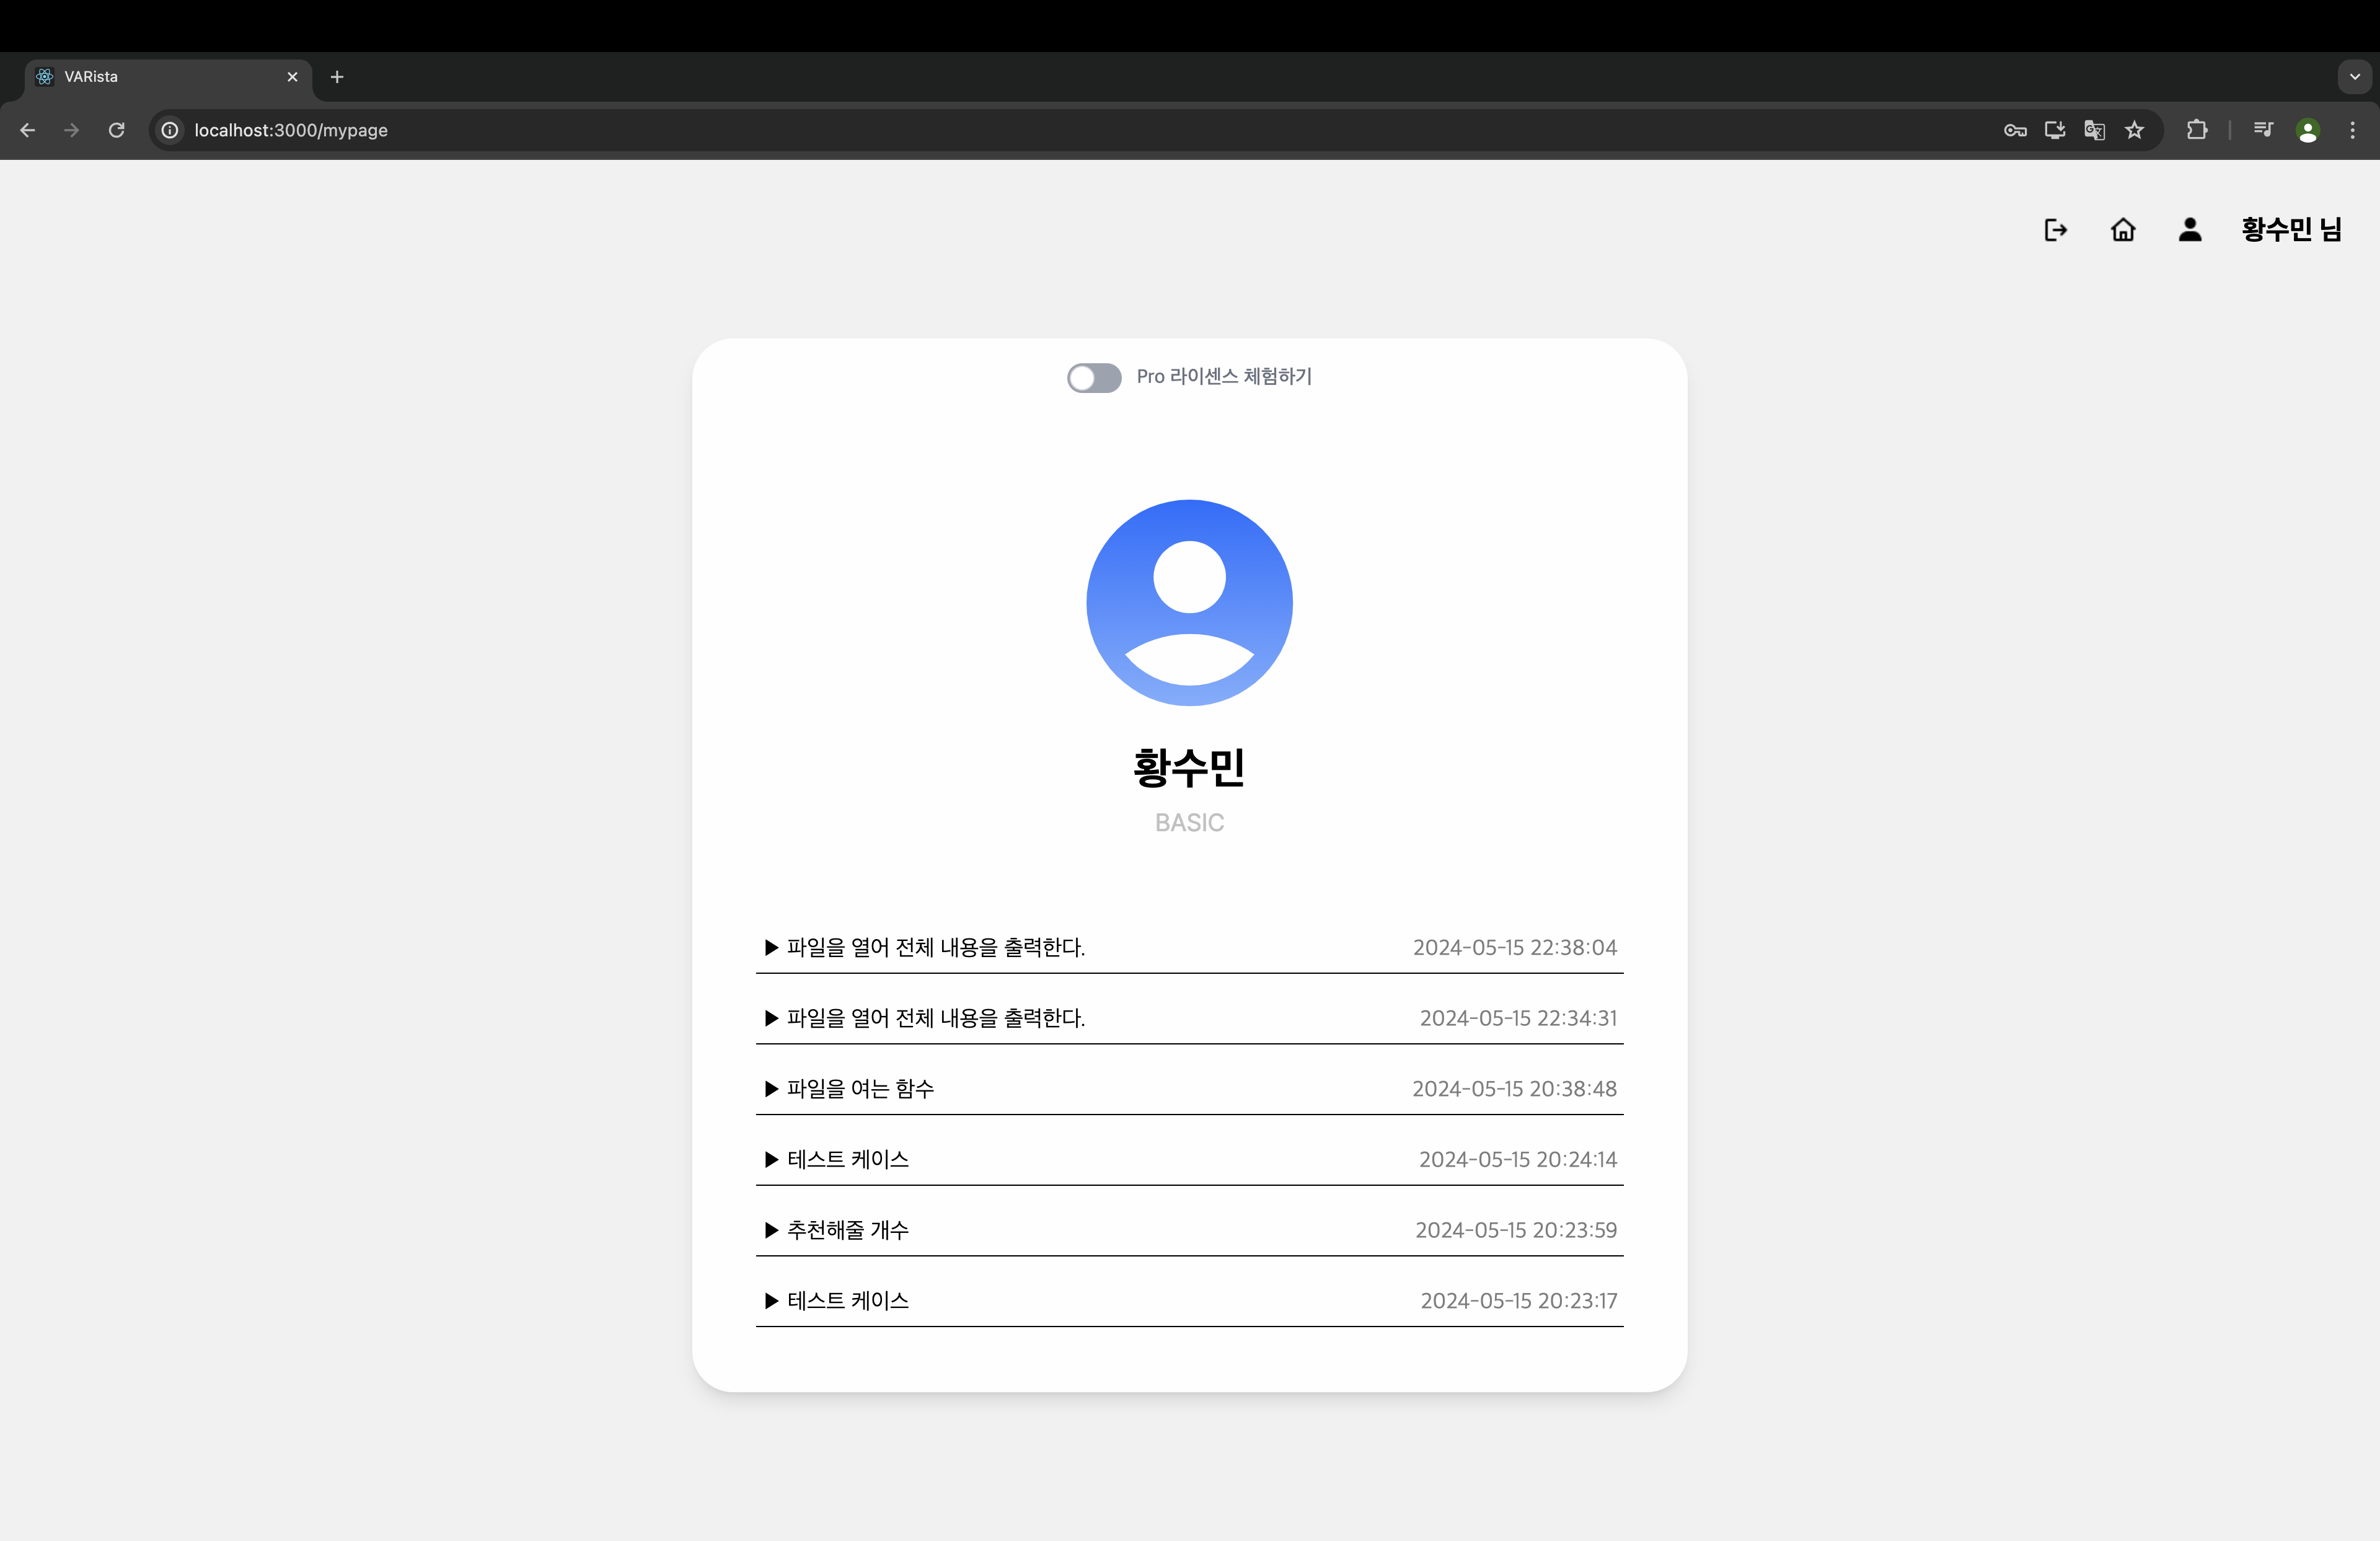 VARista
localhost:3000/mypage
황수민 님
Pro 라이센스 체험하기
황수민
BASIC
▶ 파일을 열어 전체 내용을 출력한다. 2024-05-15 22:38:04
▶ 파일을 열어 전체 내용을 출력한다. 2024-05-15 22:34:31
▶ 파일을 여는 함수 2024-05-15 20:38:48
▶ 테스트 케이스 2024-05-15 20:24:14
▶ 추천해줄 개수 2024-05-15 20:23:59
▶ 테스트 케이스 2024-05-15 20:23:17